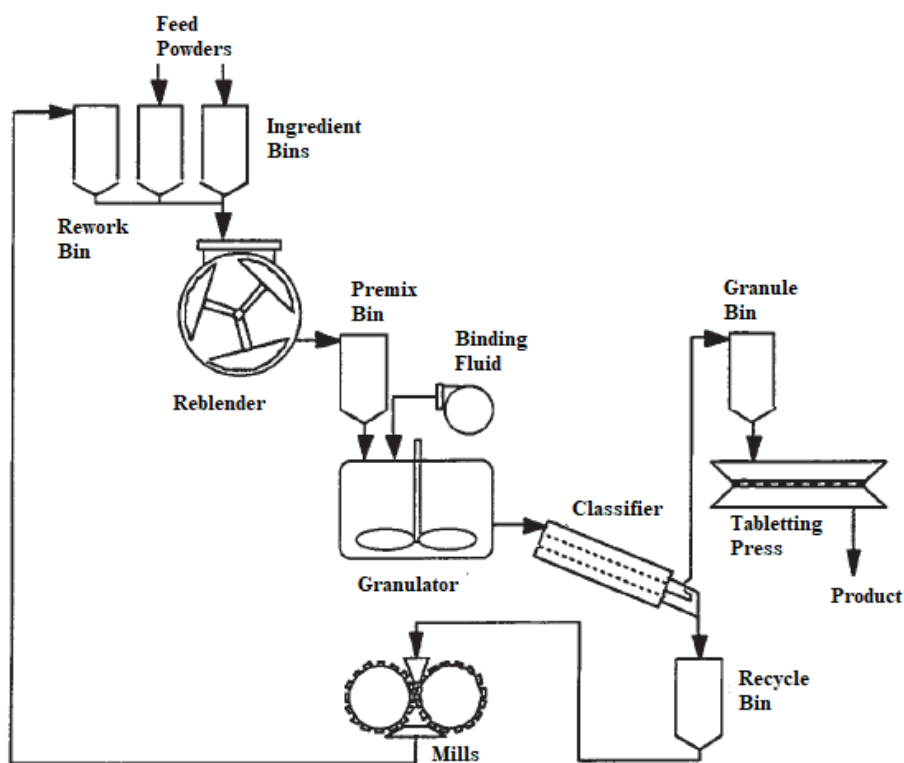 Feed
Powders
Ingredient
Bins
Rework
Bin
Premix
Bin
Granule
Bin
Binding
Fluid
Reblender
Classifier
Tabletting
Press
Granulator
Product
Recycle
Bin
Mills